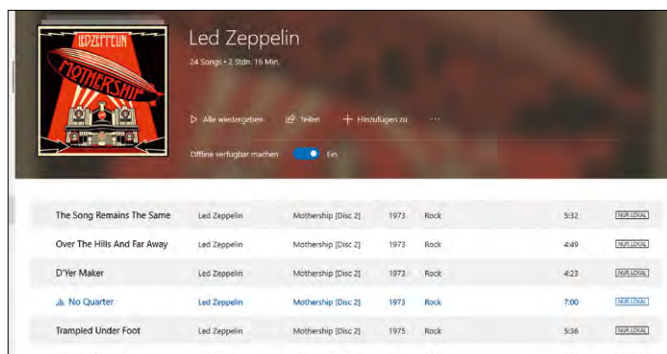 LED ZEPPELIN
MOTHERSHIP
Led Zeppelin
24 Songs • 2 Stdn. 16 Min.
Alle wiedergeben Teilen Hinzufügen zu ...
Offline verfügbar machen Ein
The Song Remains The Same Led Zeppelin Mothership [Disc 2] 1973 Rock 5:32 NUR LOKAL
Over The Hills And Far Away Led Zeppelin Mothership [Disc 2] 1973 Rock 4:49 NUR LOKAL
D'Yer Maker Led Zeppelin Mothership [Disc 2] 1973 Rock 4:23 NUR LOKAL
No Quarter Led Zeppelin Mothership [Disc 2] 1973 Rock 7:00 NUR LOKAL
Trampled Under Foot Led Zeppelin Mothership [Disc 2] 1975 Rock 5:36 NUR LOKAL